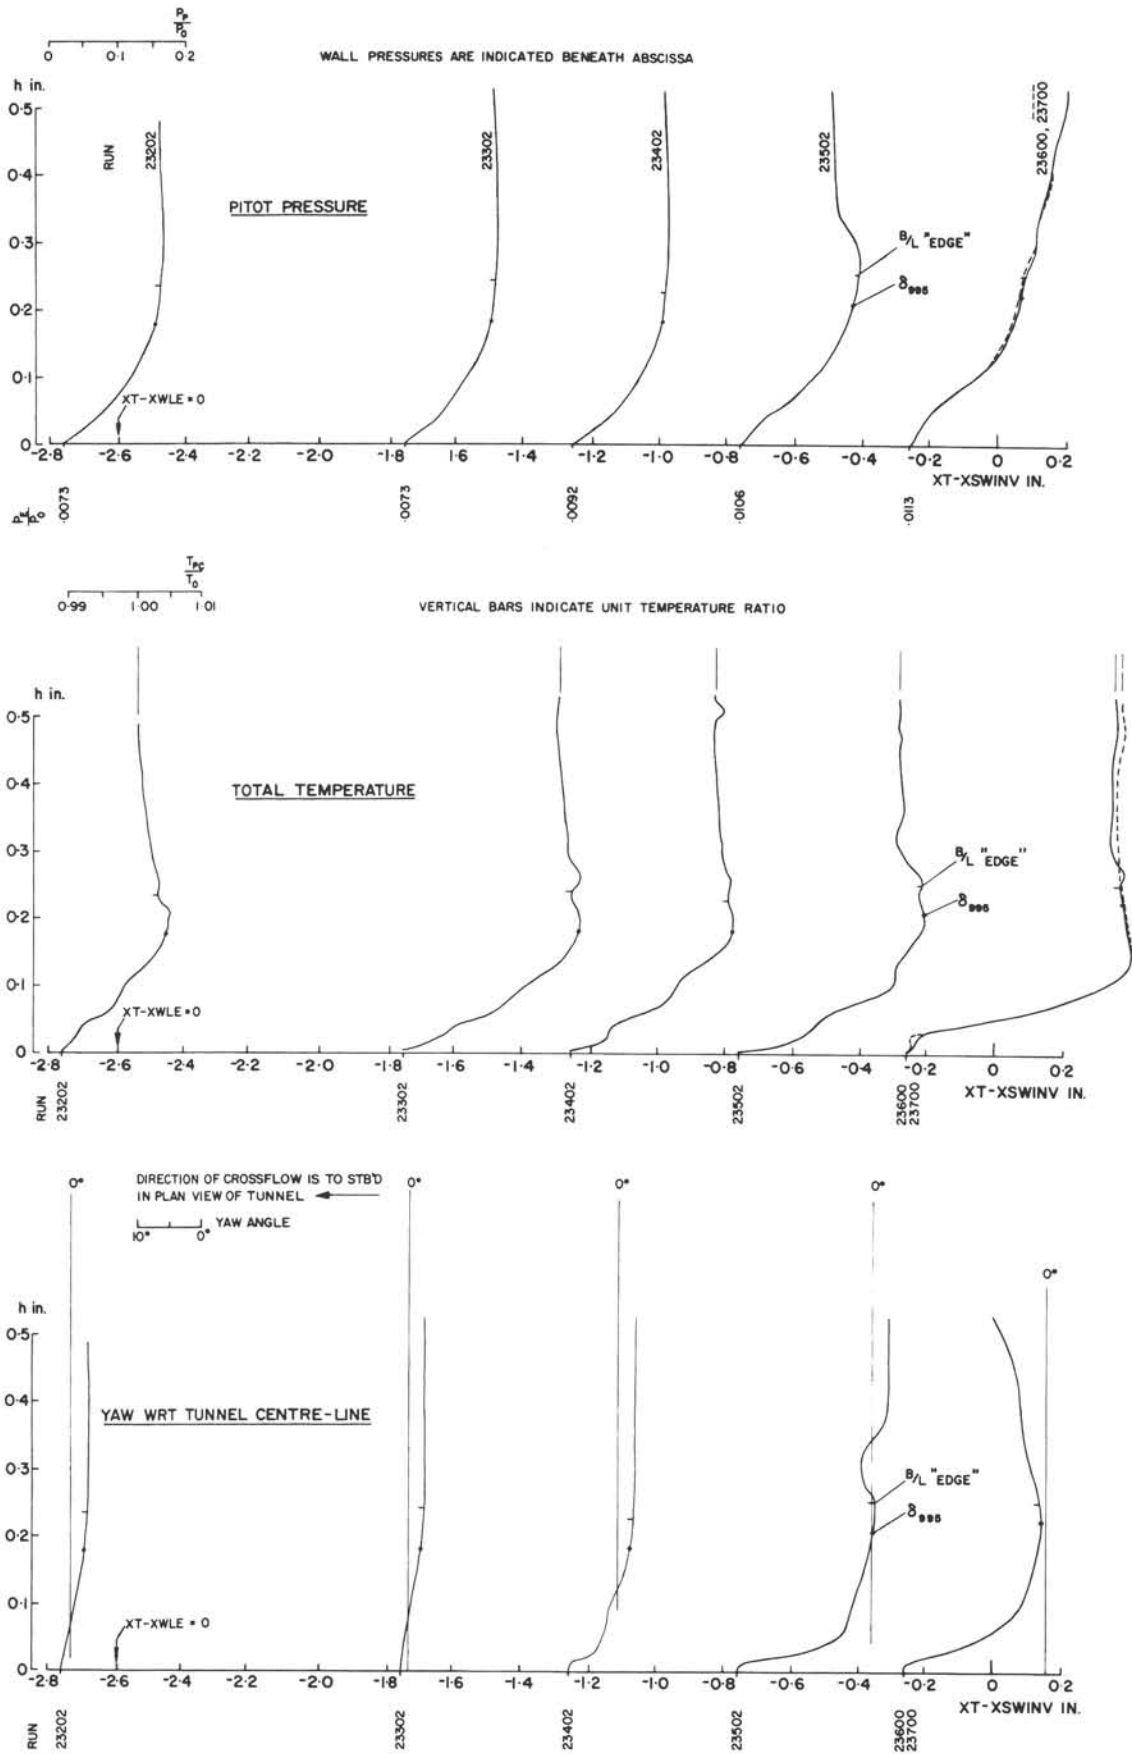 Pp
Po
0 0·1 0·2
WALL PRESSURES ARE INDICATED BENEATH ABSCISSA
h in.
0·5
0·4
0·3
0·2
0·1
0
RUN
23202
23302
23402
23502
23600, 23700
PITOT PRESSURE
B/L "EDGE"
δ995
XT-XWLE = 0
-2·8 -2·6 -2·4 -2·2 -2·0 -1·8 1·6 -1·4 -1·2 -1·0 -0·8 -0·6 -0·4 -0·2 0 0·2
XT-XSWINV IN.
Pw/Po
·0073
·0073
·0092
·0106
·0113
TPC
To
0·99 1·00 1·01
VERTICAL BARS INDICATE UNIT TEMPERATURE RATIO
h in.
0·5
0·4
0·3
0·2
0·1
0
TOTAL TEMPERATURE
B/L "EDGE"
δ995
XT-XWLE = 0
-2·8 -2·6 -2·4 -2·2 -2·0 -1·8 -1·6 -1·4 -1·2 -1·0 -0·8 -0·6 -0·4 -0·2 0 0·2
XT-XSWINV IN.
RUN
23202
23302
23402
23502
23600
23700
0° 0° 0° 0° 0°
DIRECTION OF CROSSFLOW IS TO STB'D
IN PLAN VIEW OF TUNNEL
YAW ANGLE
10° 0°
h in.
0·5
0·4
0·3
0·2
0·1
0
YAW WRT TUNNEL CENTRE-LINE
B/L "EDGE"
δ995
XT-XWLE = 0
-2·8 -2·6 -2·4 -2·2 -2·0 -1·8 -1·6 -1·4 -1·2 -1·0 -0·8 -0·6 -0·4 -0·2 0 0·2
XT-XSWINV IN.
RUN
23202
23302
23402
23502
23600
23700